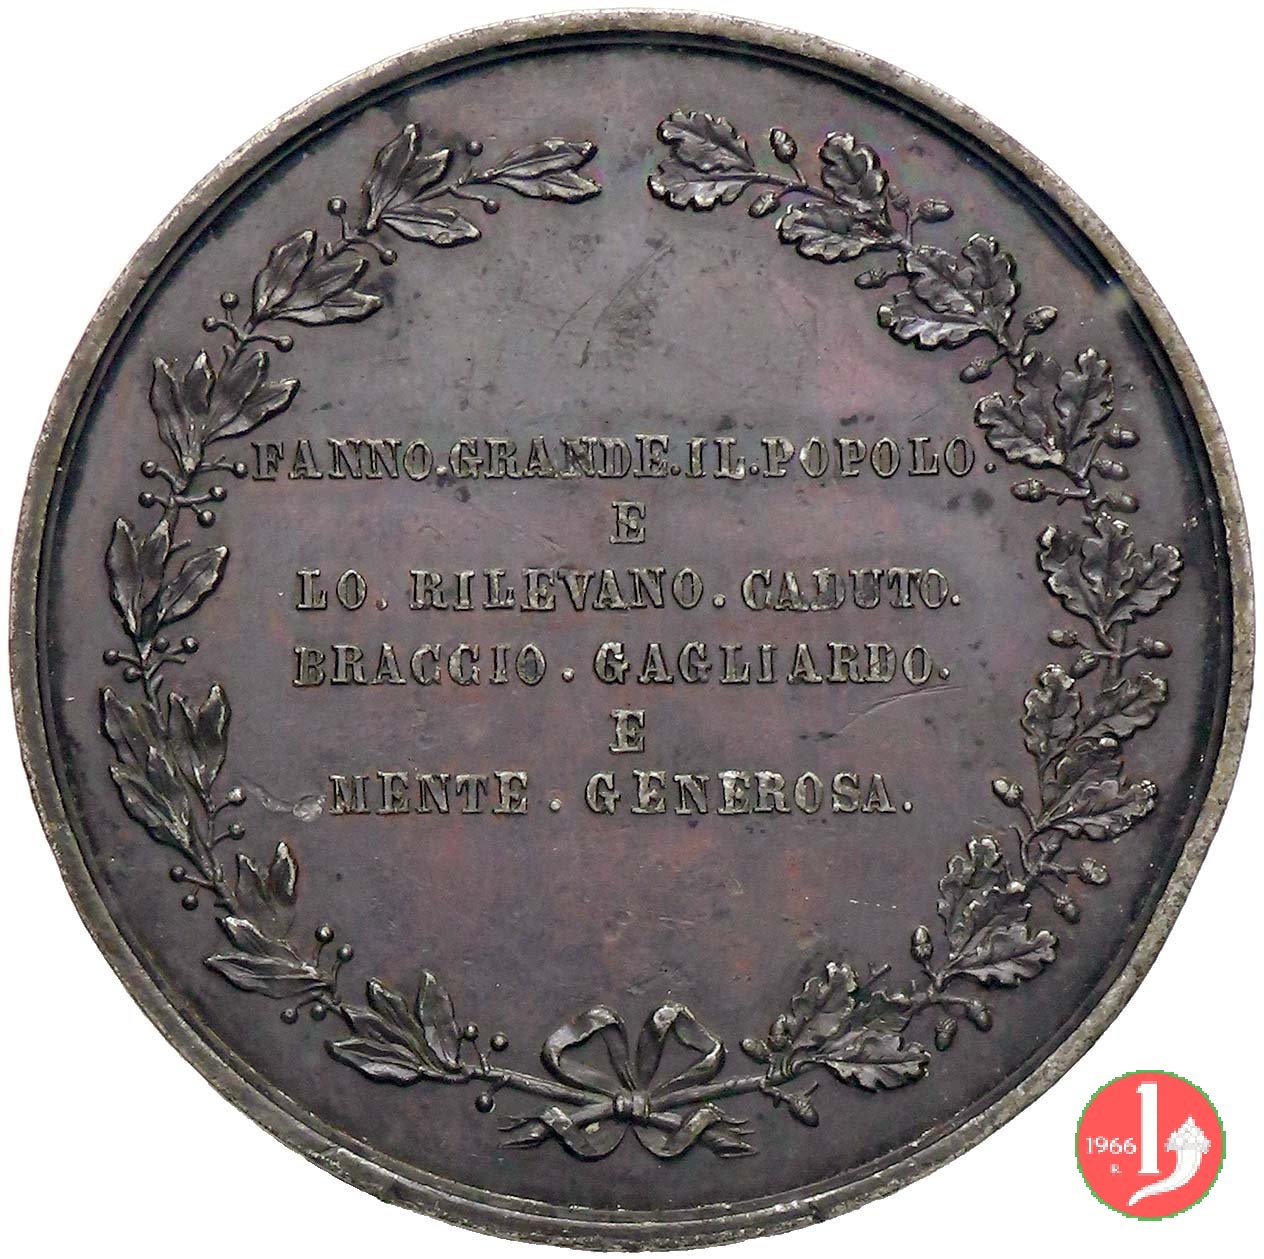 FANNO.GRANDE.IL.POPOLO.
E
LO.RILEVANO.CADUTO.
BRACCIO.GAGLIARDO.
E
MENTE.GENEROSA.
1966
R.